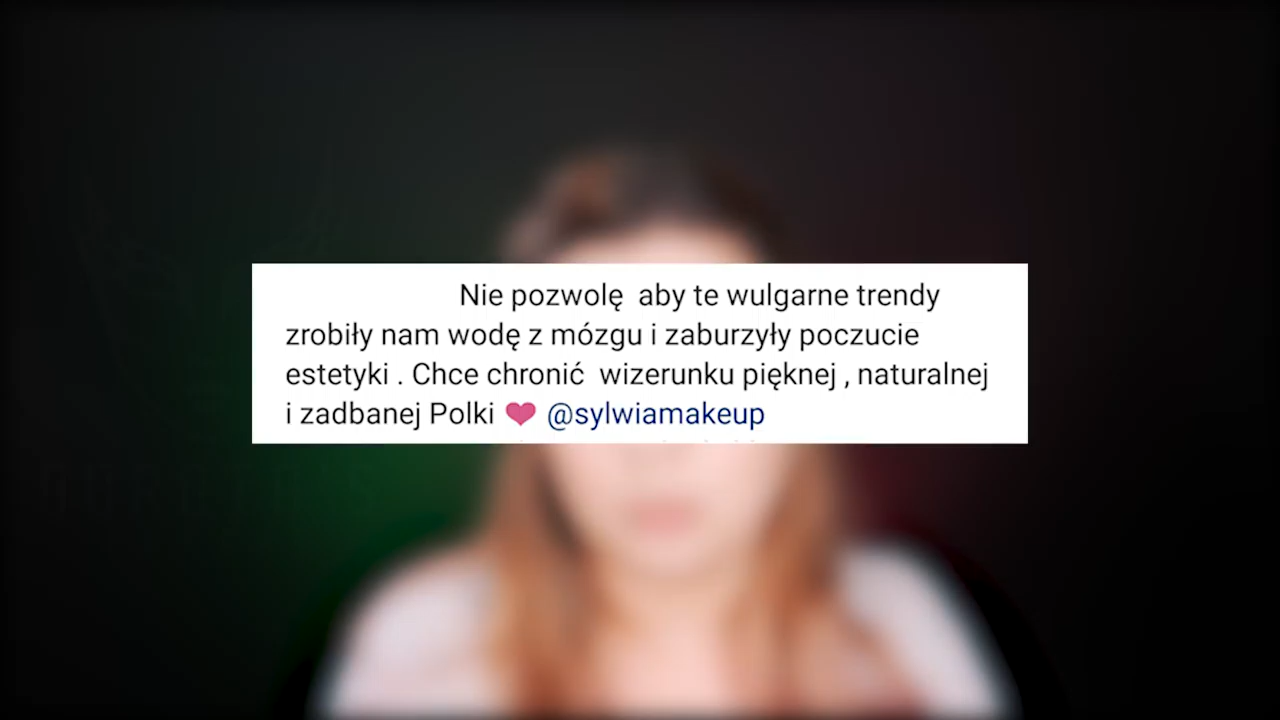 Nie pozwolę aby te wulgarne trendy
zrobiły nam wodę z mózgu i zaburzyły poczucie
estetyki . Chce chronić wizerunku pięknej , naturalnej
i zadbanej Polki ❤ @sylwiamakeup